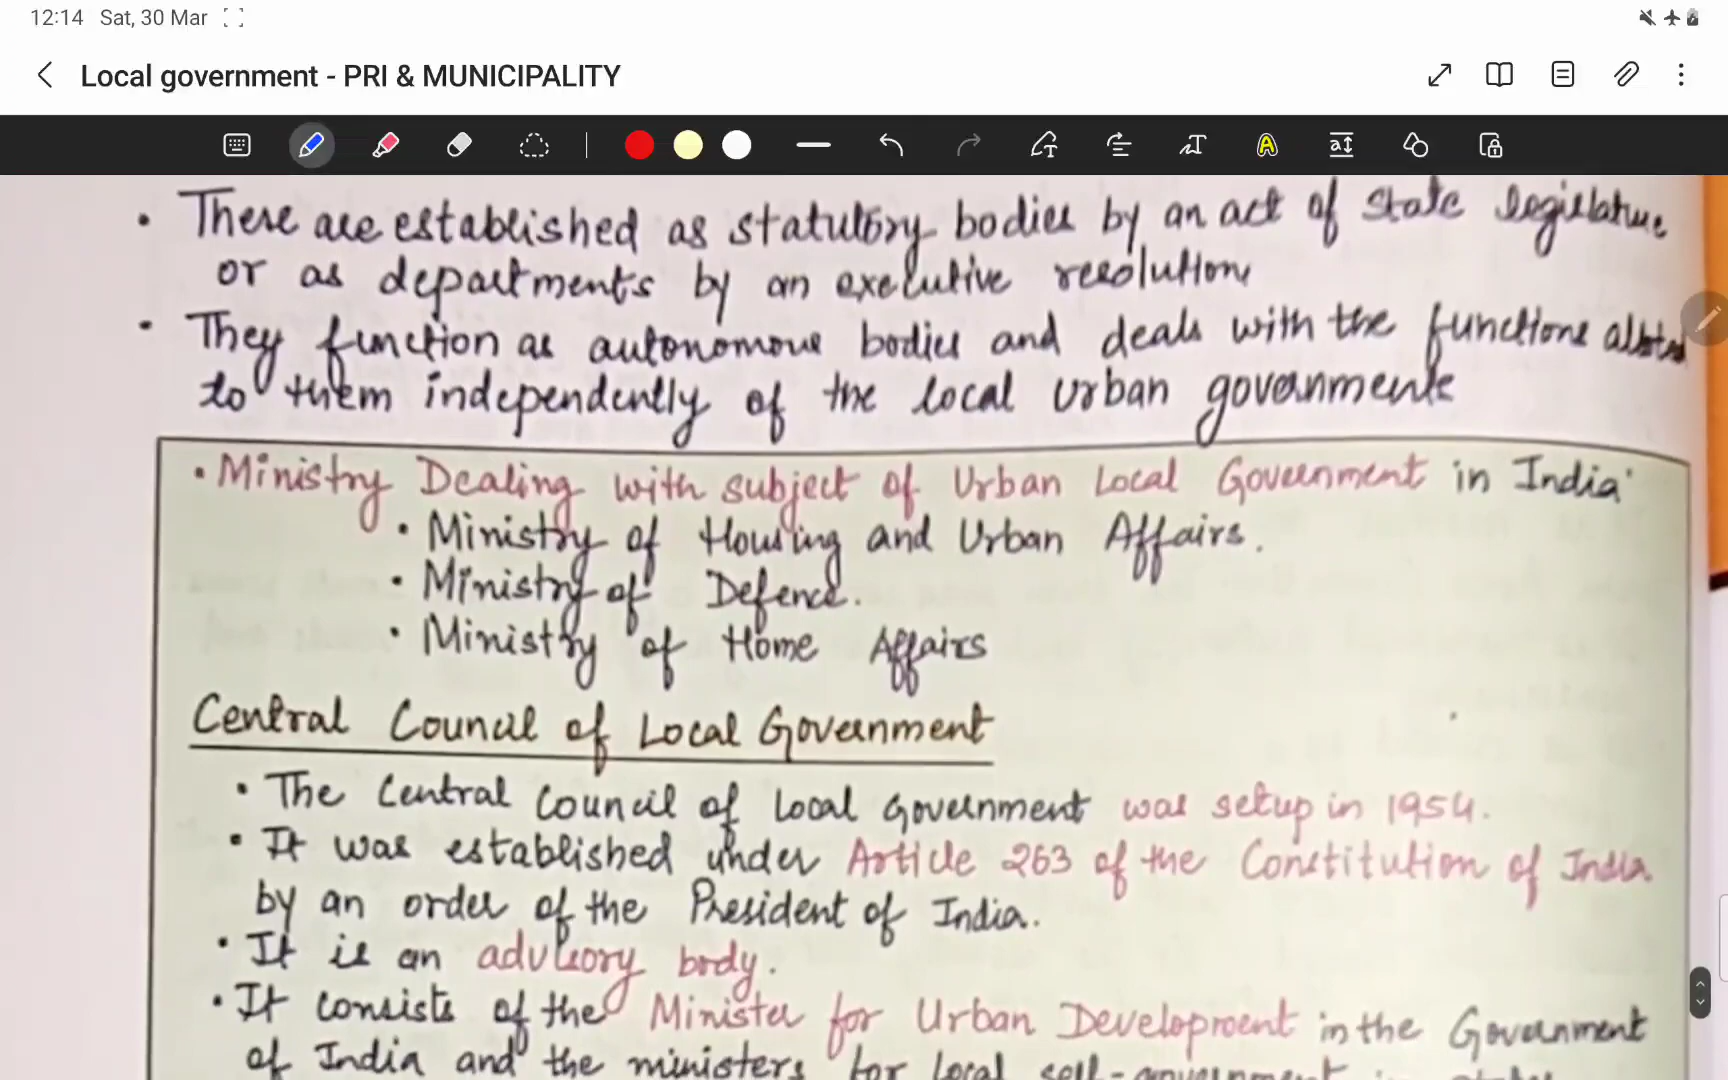 12:14 Sat, 30 Mar
Local government - PRI & MUNICIPALITY
• There are established as statutory bodies by an act of state legislature
or as departments by an executive resolution
• They function as autonomous bodies and deals with the functions
to them independently of the local urban governments
• Ministry Dealing with subject of Urban Local Government in India
• Ministry of Housing and Urban Affairs.
• Ministry of Defence.
• Ministry of Home Affairs
Central Council of Local Government
• The Central Council of Local Government was setup in 1954.
• It was established under Article 263 of the Constitution of India
by an order of the President of India.
• It is an advisory body.
• It consists of the Minister for Urban Development in the Government
of India and the ministers for local self-government in states